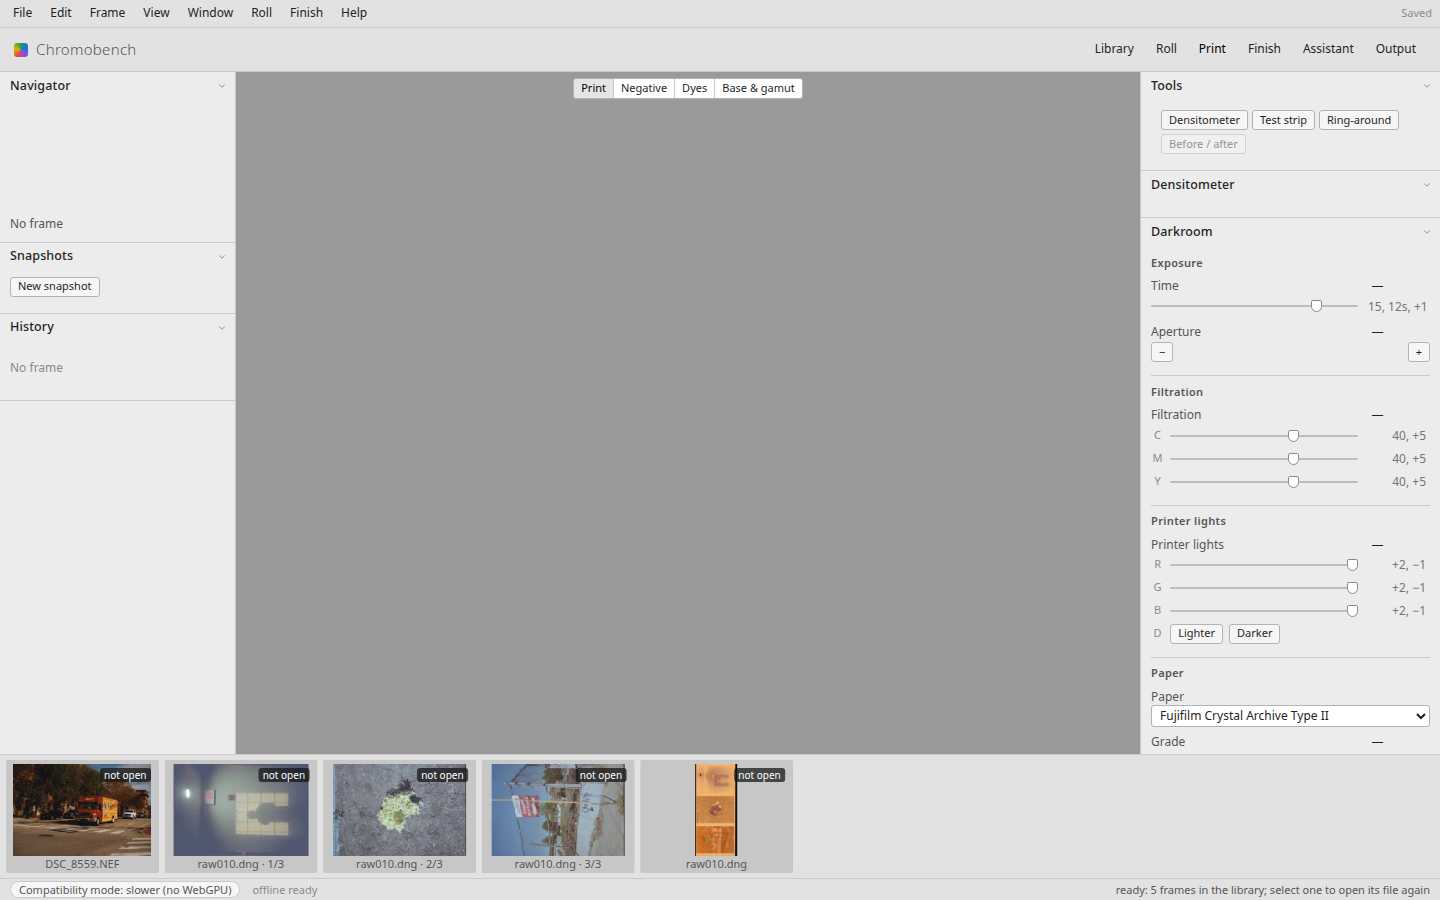 File Edit Frame View Window Roll Finish Help Saved
Chromobench Library Roll Print Finish Assistant Output
Navigator
No frame
Snapshots
New snapshot
History
No frame
Print Negative Dyes Base & gamut
Tools
Densitometer Test strip Ring-around
Before / after
Densitometer
Darkroom
Exposure
Time —
15, 12s, +1
Aperture —
− +
Filtration
Filtration —
C 40, +5
M 40, +5
Y 40, +5
Printer lights
Printer lights —
R +2, −1
G +2, −1
B +2, −1
D Lighter Darker
Paper
Paper
Fujifilm Crystal Archive Type II
Grade —
not open not open not open not open not open
DSC_8559.NEF raw010.dng · 1/3 raw010.dng · 2/3 raw010.dng · 3/3 raw010.dng
Compatibility mode: slower (no WebGPU) offline ready ready: 5 frames in the library; select one to open its file again